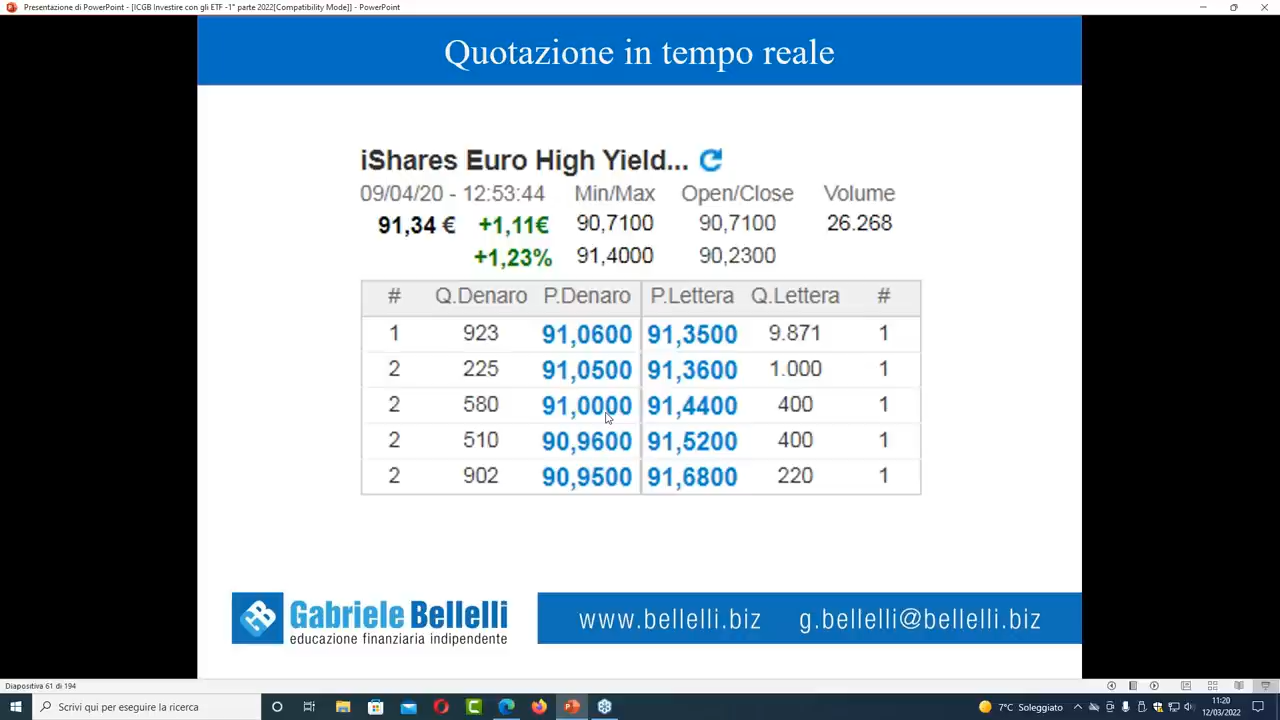 Presentazione di PowerPoint - [ICGB Investire con gli ETF -1° parte 2022[Compatibility Mode]] - PowerPoint
Quotazione in tempo reale
iShares Euro High Yield...
09/04/20 - 12:53:44 Min/Max Open/Close Volume
91,34 € +1,11€ 90,7100 90,7100 26.268
+1,23% 91,4000 90,2300
# Q.Denaro P.Denaro P.Lettera Q.Lettera #
1 923 91,0600 91,3500 9.871 1
2 225 91,0500 91,3600 1.000 1
2 580 91,0000 91,4400 400 1
2 510 90,9600 91,5200 400 1
2 902 90,9500 91,6800 220 1
Gabriele Bellelli
educazione finanziaria indipendente
www.bellelli.biz g.bellelli@bellelli.biz
Diapositiva 61 di 194
Scrivi qui per eseguire la ricerca
7°C Soleggiato
11:20
12/03/2022